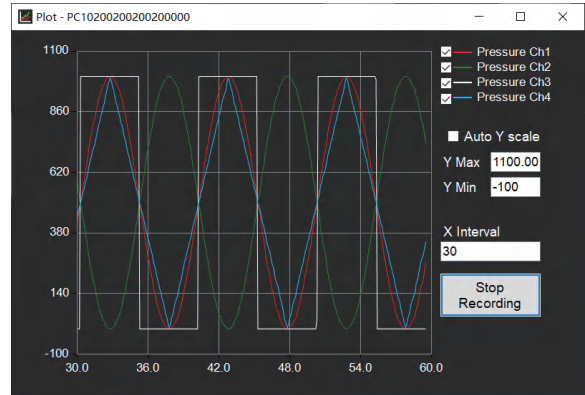 Plot - PC10200200200200000
1100
860
620
380
140
-100
30.0 36.0 42.0 48.0 54.0 60.0
Pressure Ch1
Pressure Ch2
Pressure Ch3
Pressure Ch4
Auto Y scale
Y Max 1100.00
Y Min -100
X Interval
30
Stop
Recording